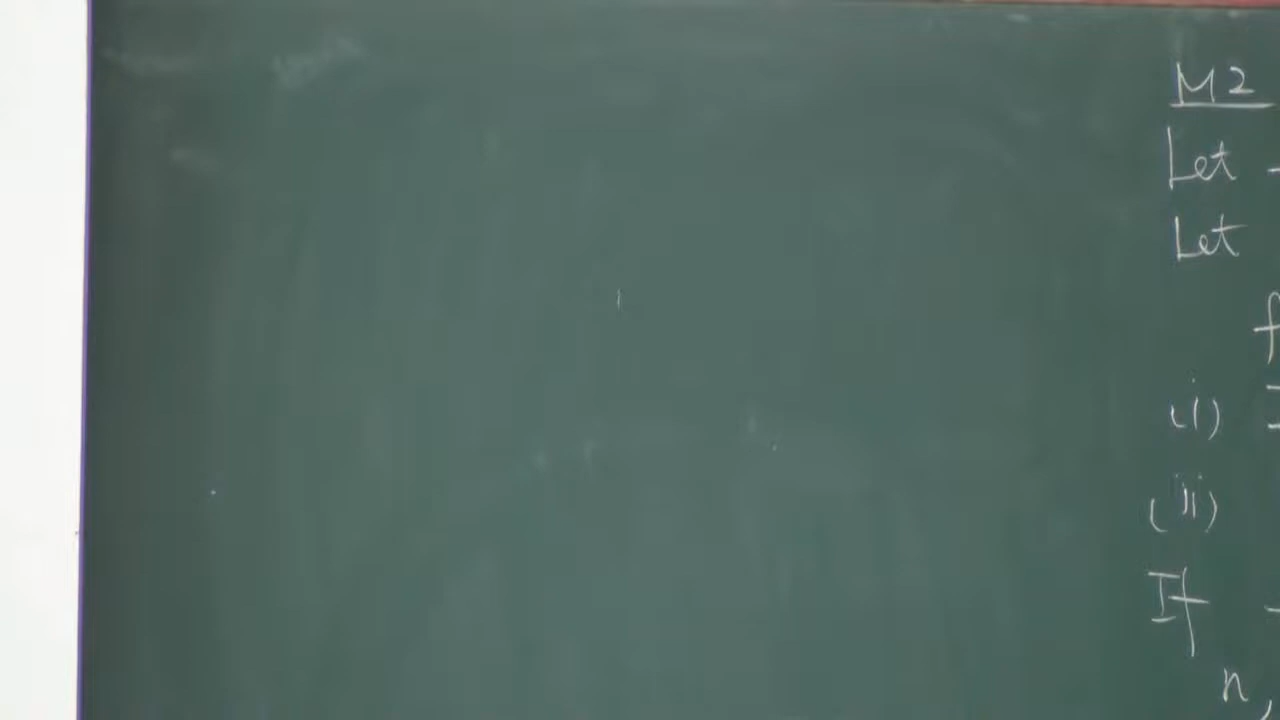 M2
Let
Let
f
(i)
(ii)
If
n,